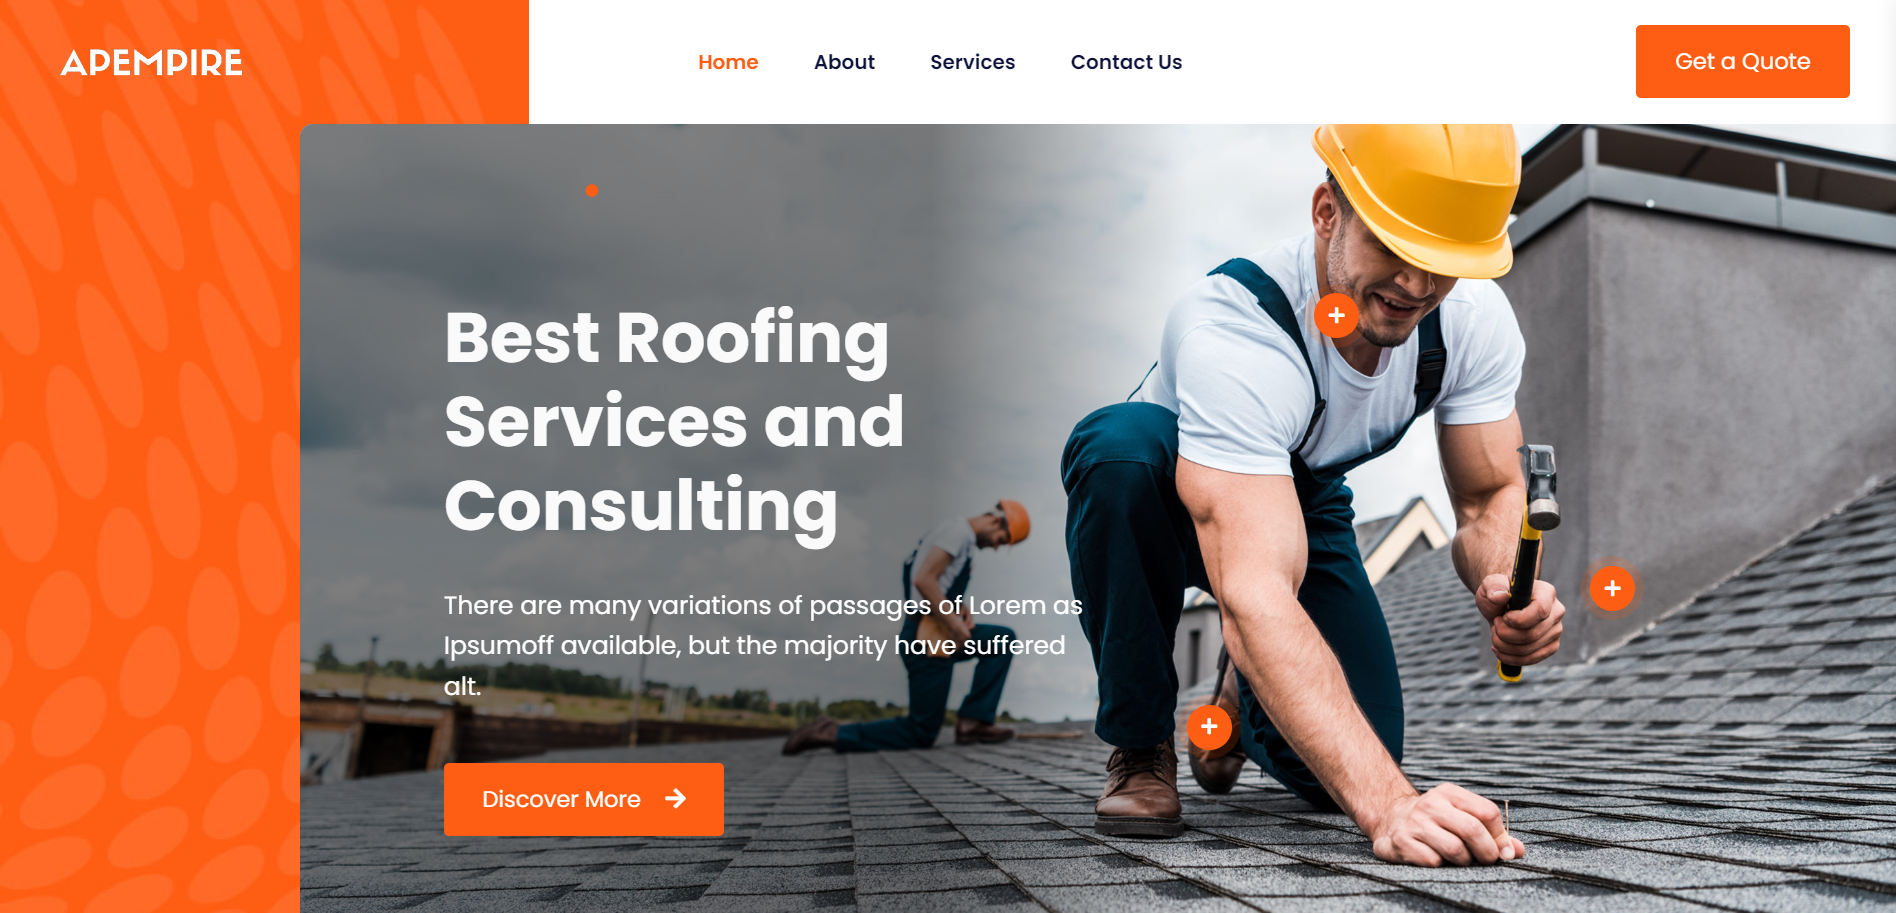 APEMPIRE
Home About Services Contact Us
Get a Quote
Best Roofing
Services and
Consulting
There are many variations of passages of Lorem as
Ipsumoff available, but the majority have suffered
alt.
Discover More